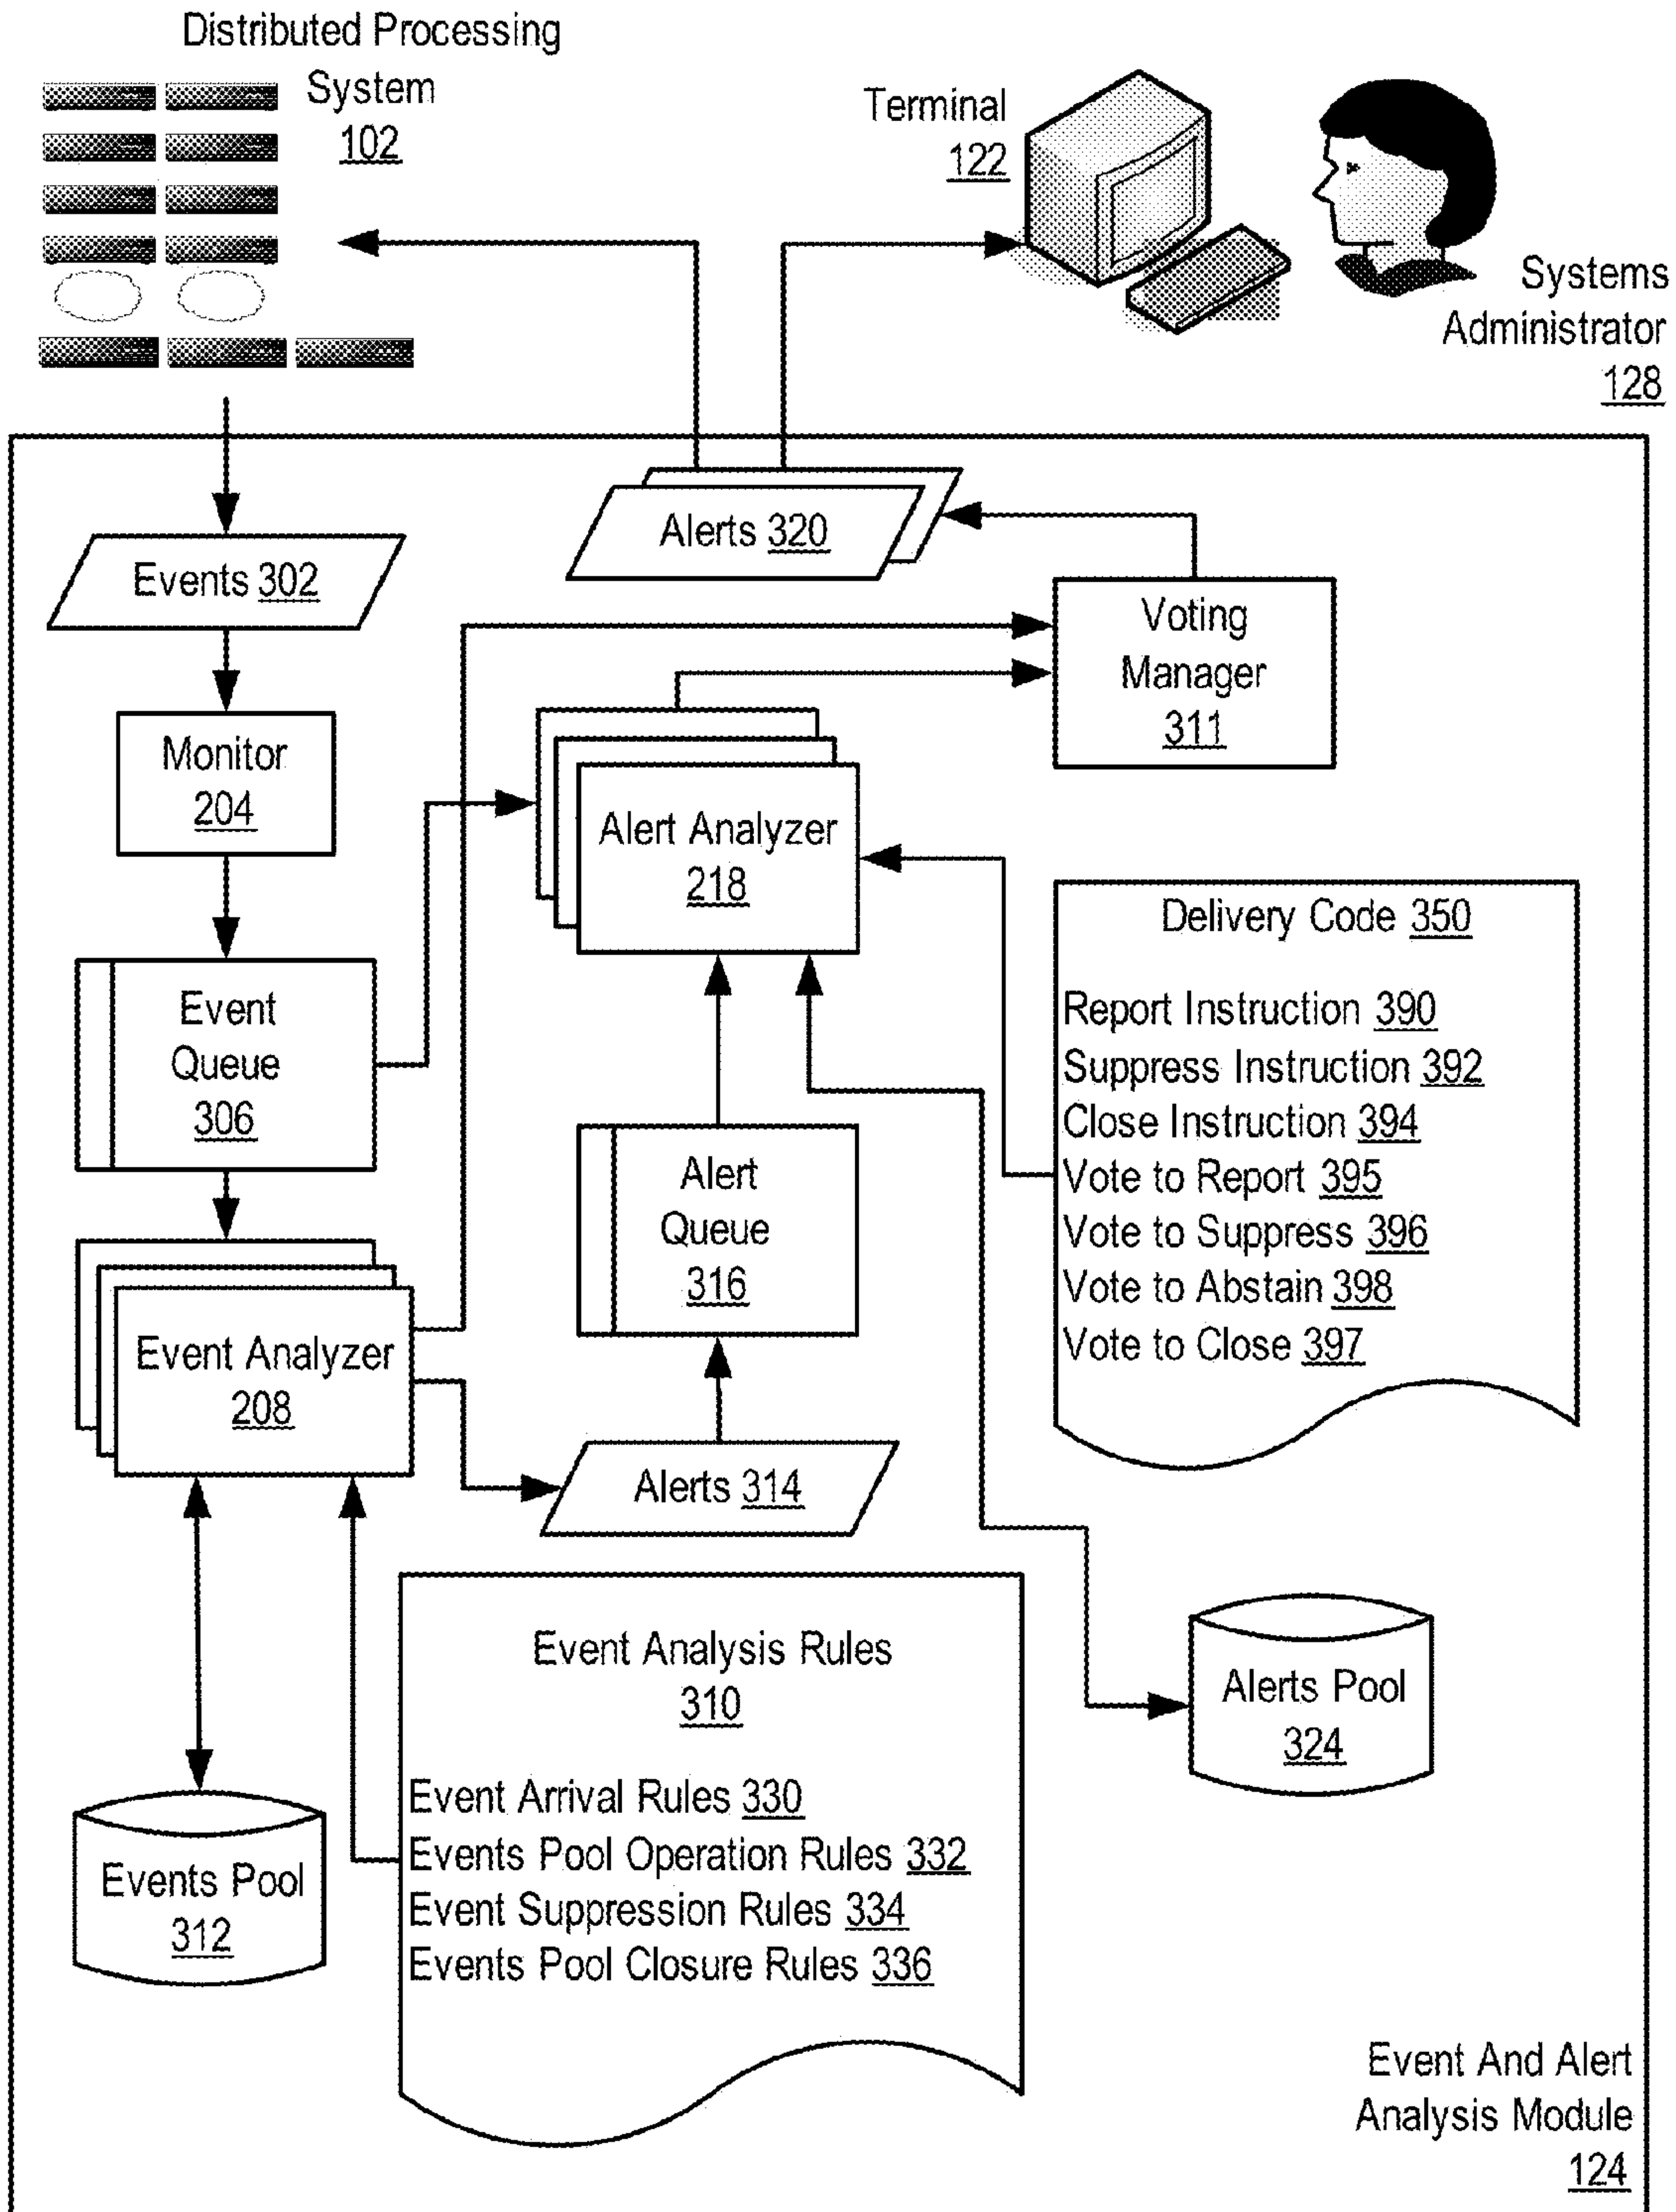 Distributed Processing
System
102
Terminal
122
Systems
Administrator
128
Events 302
Alerts 320
Voting
Manager
311
Monitor
204
Alert Analyzer
218
Event
Queue
306
Delivery Code 350
Report Instruction 390
Suppress Instruction 392
Close Instruction 394
Vote to Report 395
Vote to Suppress 396
Vote to Abstain 398
Vote to Close 397
Alert
Queue
316
Event Analyzer
208
Alerts 314
Event Analysis Rules
310
Event Arrival Rules 330
Events Pool Operation Rules 332
Event Suppression Rules 334
Events Pool Closure Rules 336
Alerts Pool
324
Events Pool
312
Event And Alert
Analysis Module
124